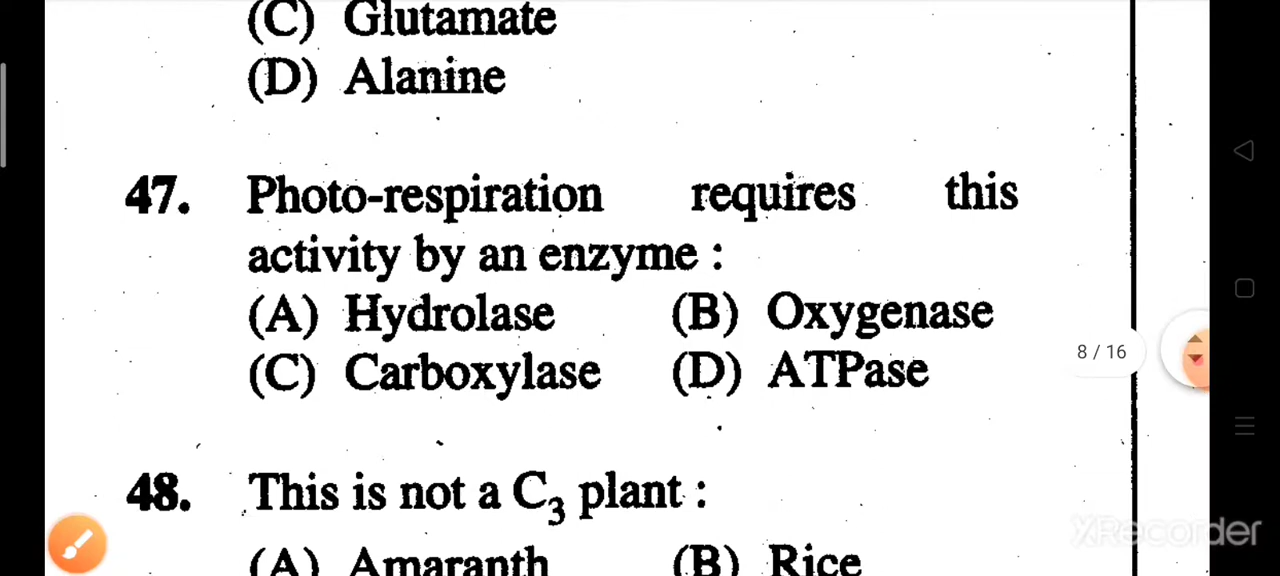 (C) Glutamate
(D) Alanine
47. Photo-respiration requires this
activity by an enzyme :
(A) Hydrolase (B) Oxygenase
(C) Carboxylase (D) ATPase
8 / 16
48. This is not a C₃ plant :
(A) Amaranth (B) Rice
XRecorder